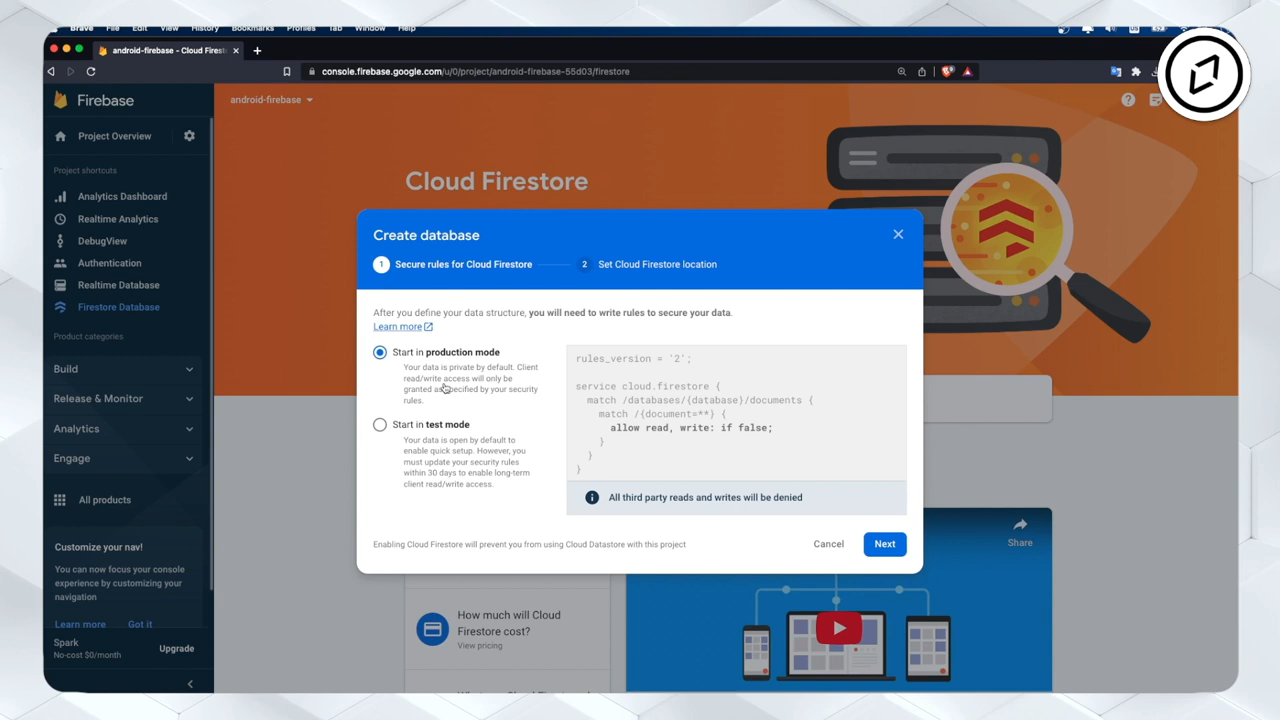 Brave File Edit View History Bookmarks Profiles Tab Window Help
android-firebase - Cloud Firest
console.firebase.google.com/u/0/project/android-firebase-55d03/firestore
Firebase
android-firebase
Project Overview
Project shortcuts
Analytics Dashboard
Realtime Analytics
DebugView
Authentication
Realtime Database
Firestore Database
Product categories
Build
Release & Monitor
Analytics
Engage
All products
Customize your nav!
You can now focus your console
experience by customizing your
navigation
Learn more Got it
Spark
No-cost $0/month
Upgrade
Cloud Firestore
Create database
1 Secure rules for Cloud Firestore
2 Set Cloud Firestore location
After you define your data structure, you will need to write rules to secure your data.
Learn more
Start in production mode
Your data is private by default. Client
read/write access will only be
granted as specified by your security
rules.
Start in test mode
Your data is open by default to
enable quick setup. However, you
must update your security rules
within 30 days to enable long-term
client read/write access.
rules_version = '2';
service cloud.firestore {
match /databases/{database}/documents {
match /{document=**} {
allow read, write: if false;
}
}
}
All third party reads and writes will be denied
Enabling Cloud Firestore will prevent you from using Cloud Datastore with this project
Cancel
Next
Share
How much will Cloud
Firestore cost?
View pricing